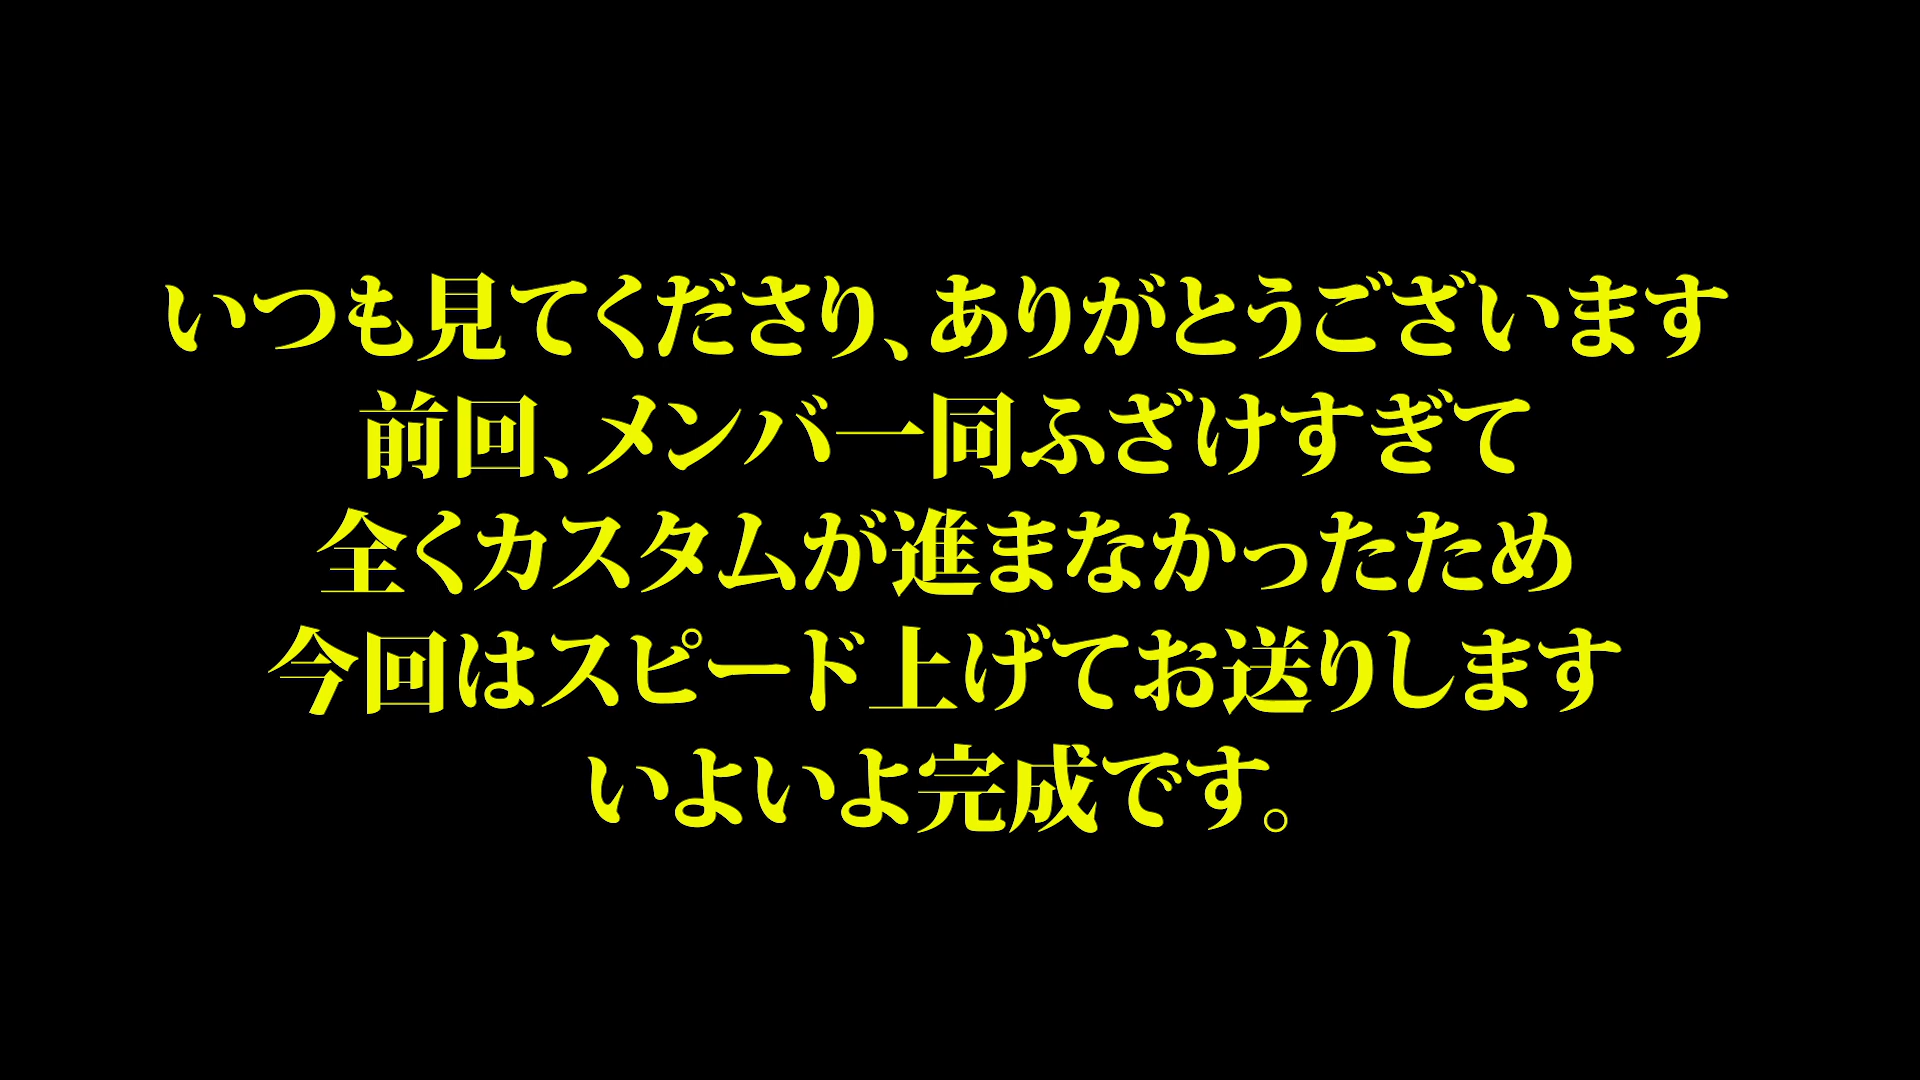 いつも見てくださり、ありがとうございます
前回、メンバー同ふざけすぎて
全くカスタムが進まなかったため
今回はスピード上げてお送りします
いよいよ完成です。